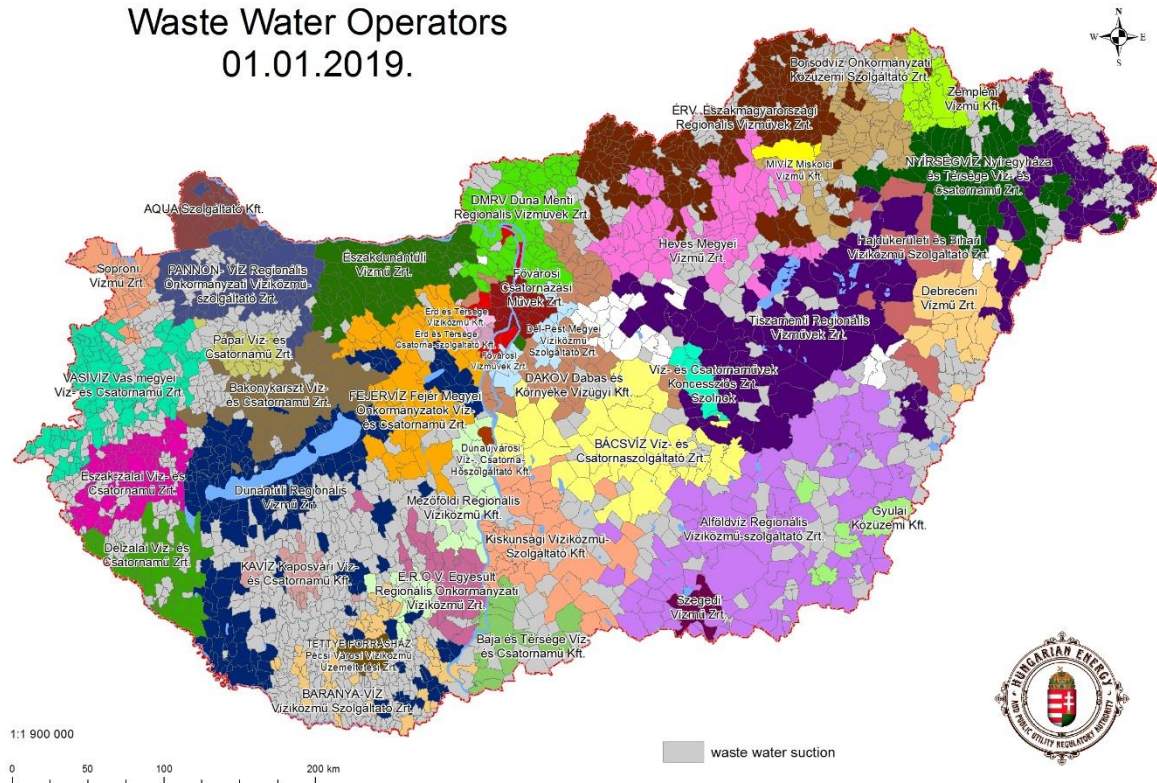 Waste Water Operators
01.01.2019.
N
W E
S
Borsodvíz Önkormányzati
Közüzemi Szolgáltató Zrt.
Zempléni
Vízmű Kft.
ÉRV. Északmagyarországi
Regionális Vízművek Zrt.
MIVÍZ Miskolci
Vízmű Kft.
NYÍRSÉGVÍZ Nyíregyháza
és Térsége Víz- és
Csatornamű Zrt.
AQUA Szolgáltató Kft.
DMRV Duna Menti
Regionális Vízművek Zrt.
Soproni
Vízmű Zrt.
PANNON- VÍZ Regionális
Önkormányzati Víziközmű-
szolgáltató Zrt.
Északdunántúli
Vízmű Zrt.
Heves Megyei
Vízmű Zrt.
Hajdúkerületi és Bihari
Víziközmű Szolgáltató Zrt.
Fővárosi
Csatornázási
Művek Zrt.
Debreceni
Vízmű Zrt.
Érd és Térsége
Víziközmű Kft.
Érd és Térsége
Csatorna-szolgáltató Kft.
Tiszamenti Regionális
Vízművek Zrt.
Dél-Pest Megyei
Víziközmű
Szolgáltató Zrt.
Pápai Víz- és
Csatornamű Zrt.
Fővárosi
Vízművek Zrt.
VASIVÍZ Vas megyei
Víz- és Csatornamű Zrt.
Bakonykarszt Víz-
és Csatornamű Zrt.
FEJÉRVÍZ Fejér Megyei
Önkormányzatok Víz-
és Csatornamű Zrt.
DAKÖV Dabas és
Környéke Vízügyi Kft.
Víz- és Csatornaművek
Koncessziós Zrt.
Szolnok
BÁCSVÍZ Víz- és
Csatornaszolgáltató Zrt.
Dunaújvárosi
Víz-, Csatorna-
Hőszolgáltató Kft.
Észak-zalai Víz- és
Csatornamű Zrt.
Dunántúli Regionális
Vízmű Zrt.
Mezőföldi Regionális
Víziközmű Kft.
Gyulai
Közüzemi Kft.
Alföldvíz Regionális
Víziközmű-szolgáltató Zrt.
Kiskunsági Víziközmű-
Szolgáltató Kft.
Délzalai Víz- és
Csatornamű Zrt.
KAVÍZ Kaposvári Víz-
és Csatornamű Kft.
E.R.Ö.V. Egyesült
Regionális Önkormányzati
Víziközmű Zrt.
Szegedi
Vízmű Zrt.
Baja és Térsége Víz-
és Csatornamű Kft.
TETTYE FORRÁSHÁZ
Pécsi Városi Víziközmű
Üzemeltetési Zrt.
BARANYA-VÍZ
Víziközmű Szolgáltató Zrt.
HUNGARIAN ENERGY
AND PUBLIC UTILITY REGULATORY AUTHORITY
1:1 900 000
waste water suction
0 50 100 200 km